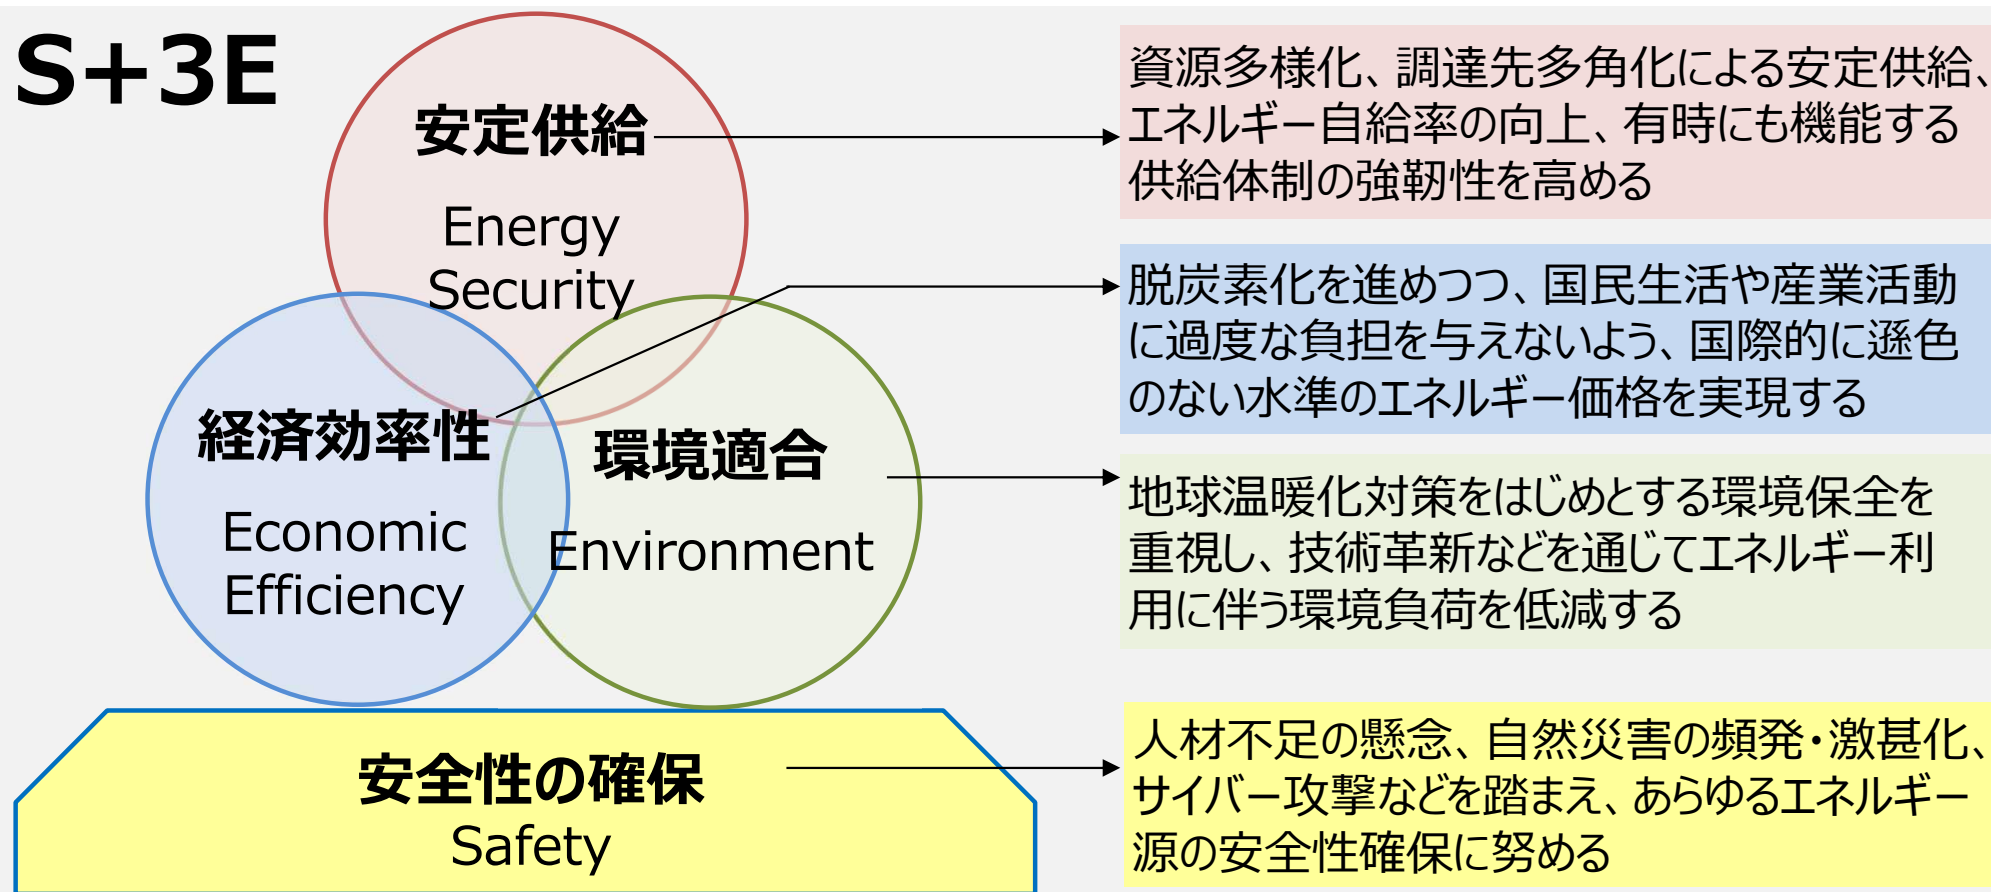 S+3E
安定供給
Energy
Security
経済効率性
Economic
Efficiency
環境適合
Environment
安全性の確保
Safety
資源多様化、調達先多角化による安定供給、
エネルギー自給率の向上、有時にも機能する
供給体制の強靭性を高める
脱炭素化を進めつつ、国民生活や産業活動
に過度な負担を与えないよう、国際的に遜色
のない水準のエネルギー価格を実現する
地球温暖化対策をはじめとする環境保全を
重視し、技術革新などを通じてエネルギー利
用に伴う環境負荷を低減する
人材不足の懸念、自然災害の頻発・激甚化、
サイバー攻撃などを踏まえ、あらゆるエネルギー
源の安全性確保に努める